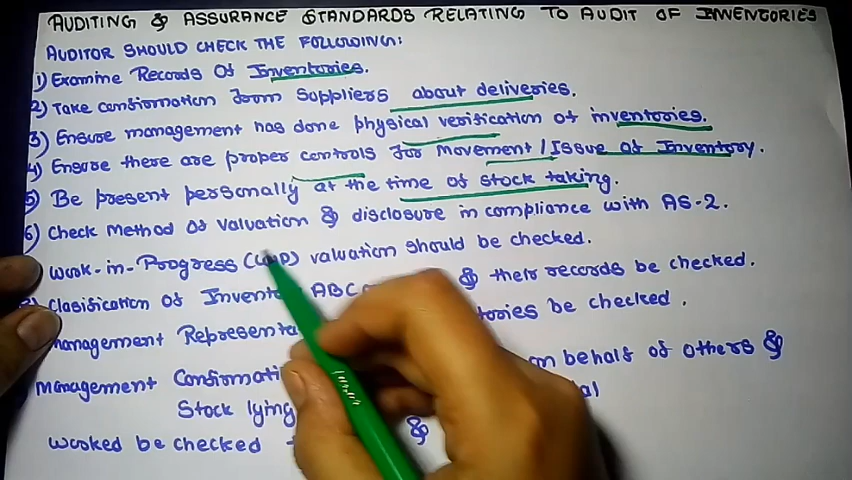 AUDITING & ASSURANCE STANDARDS RELATING TO AUDIT OF INVENTORIES
AUDITOR SHOULD CHECK THE FOLLOWING:
1) Examine Records Of Inventories.
2) Take confirmation from suppliers about deliveries.
3) Ensure management has done physical verification of inventories.
4) Ensure there are proper controls for movement / Issue of Inventory.
5) Be present personally at the time of stock taking.
6) Check Method Of Valuation & disclosure in compliance with AS-2.
Work-in-Progress (WIP) valuation should be checked.
Clasification Of Invent ABC & their records be checked.
management Represent be checked.
management Confirmati on behalf of others &
Stock lying
be checked &